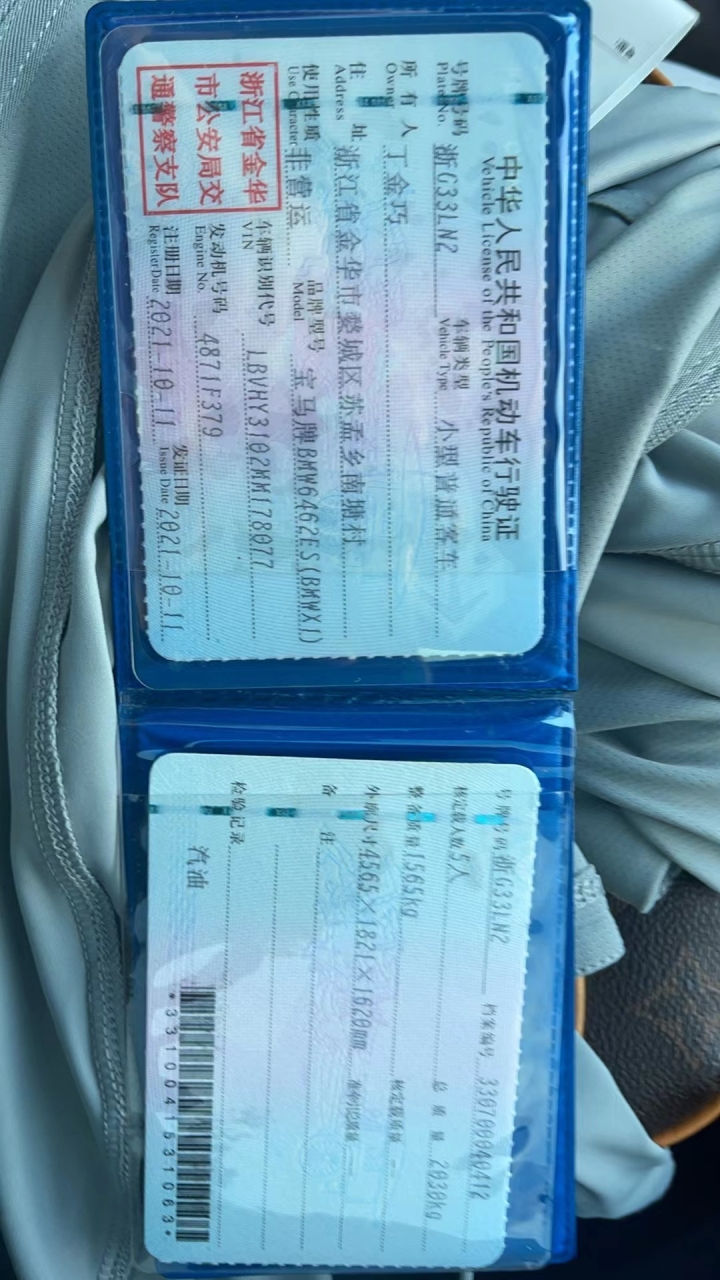 中华人民共和国机动车行驶证
Vehicle License of the People's Republic of China
号牌号码 浙G33LN2 车辆类型 小型普通客车
Plate No. Vehicle Type
所有人 丁金巧
Owner
住址 浙江省金华市婺城区苏孟乡南塘村
Address
使用性质 非营运 品牌型号 宝马牌BMW6462ES(BMWX1)
Use Character Model
浙江省金华
市公安局交
通警察支队
车辆识别代号 LBVHY3102MM178077
VIN
发动机号码 4871F379
Engine No.
注册日期 2021-10-11 发证日期 2021-10-11
Register Date Issue Date
号牌号码 浙G33LN2 档案编号 330700040412
核定载人数 5人 总质量 2030kg
整备质量 1565kg 核定载质量
外廓尺寸 4565×1821×1620mm 准牵引总质量
备注
检验记录
汽油
*3310041531063*